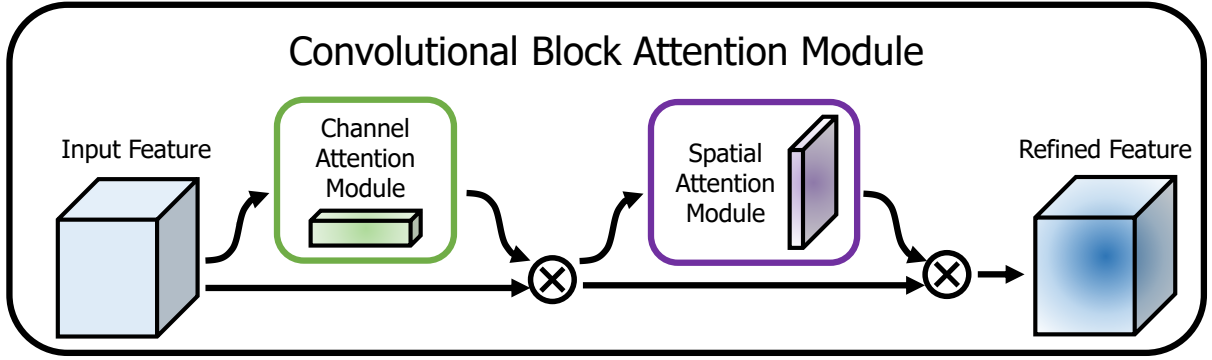 Convolutional Block Attention Module
Input Feature
Channel
Attention
Module
Spatial
Attention
Module
Refined Feature